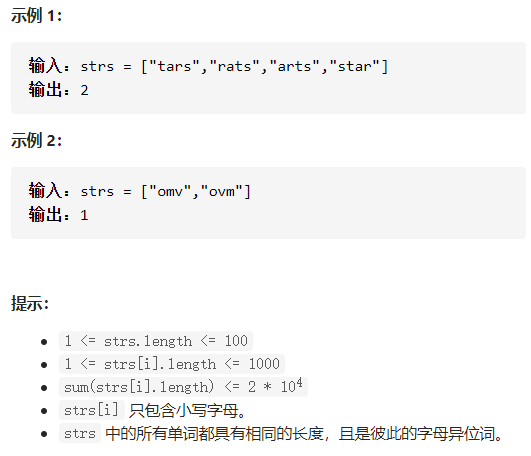 示例 1：
输入：strs = ["tars","rats","arts","star"]
输出：2
示例 2：
输入：strs = ["omv","ovm"]
输出：1
提示：
1 <= strs.length <= 100
1 <= strs[i].length <= 1000
sum(strs[i].length) <= 2 * 10⁴
strs[i] 只包含小写字母。
strs 中的所有单词都具有相同的长度，且是彼此的字母异位词。